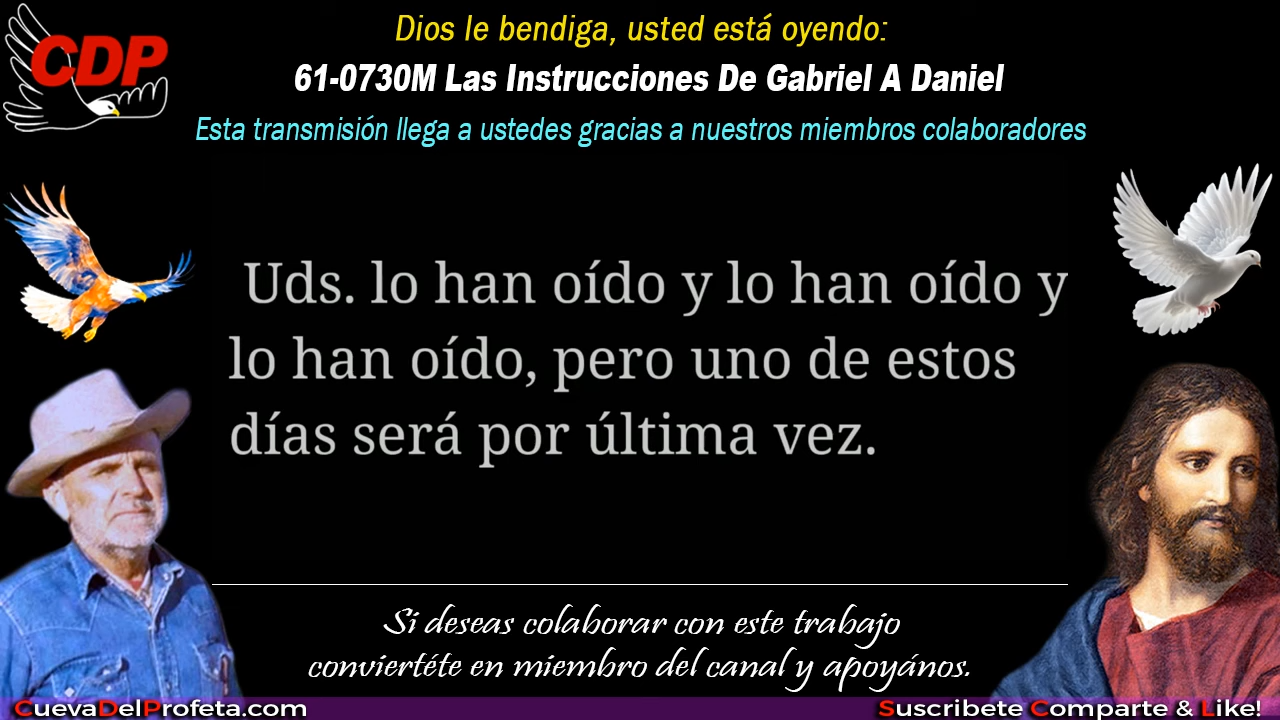 CDP
Dios le bendiga, usted está oyendo:
61-0730M Las Instrucciones De Gabriel A Daniel
Esta transmisión llega a ustedes gracias a nuestros miembros colaboradores
Uds. lo han oído y lo han oído y
lo han oído, pero uno de estos
días será por última vez.
Si deseas colaborar con este trabajo
conviertéte en miembro del canal y apoyános.
CuevaDelProfeta.com
Suscribete Comparte & Like!